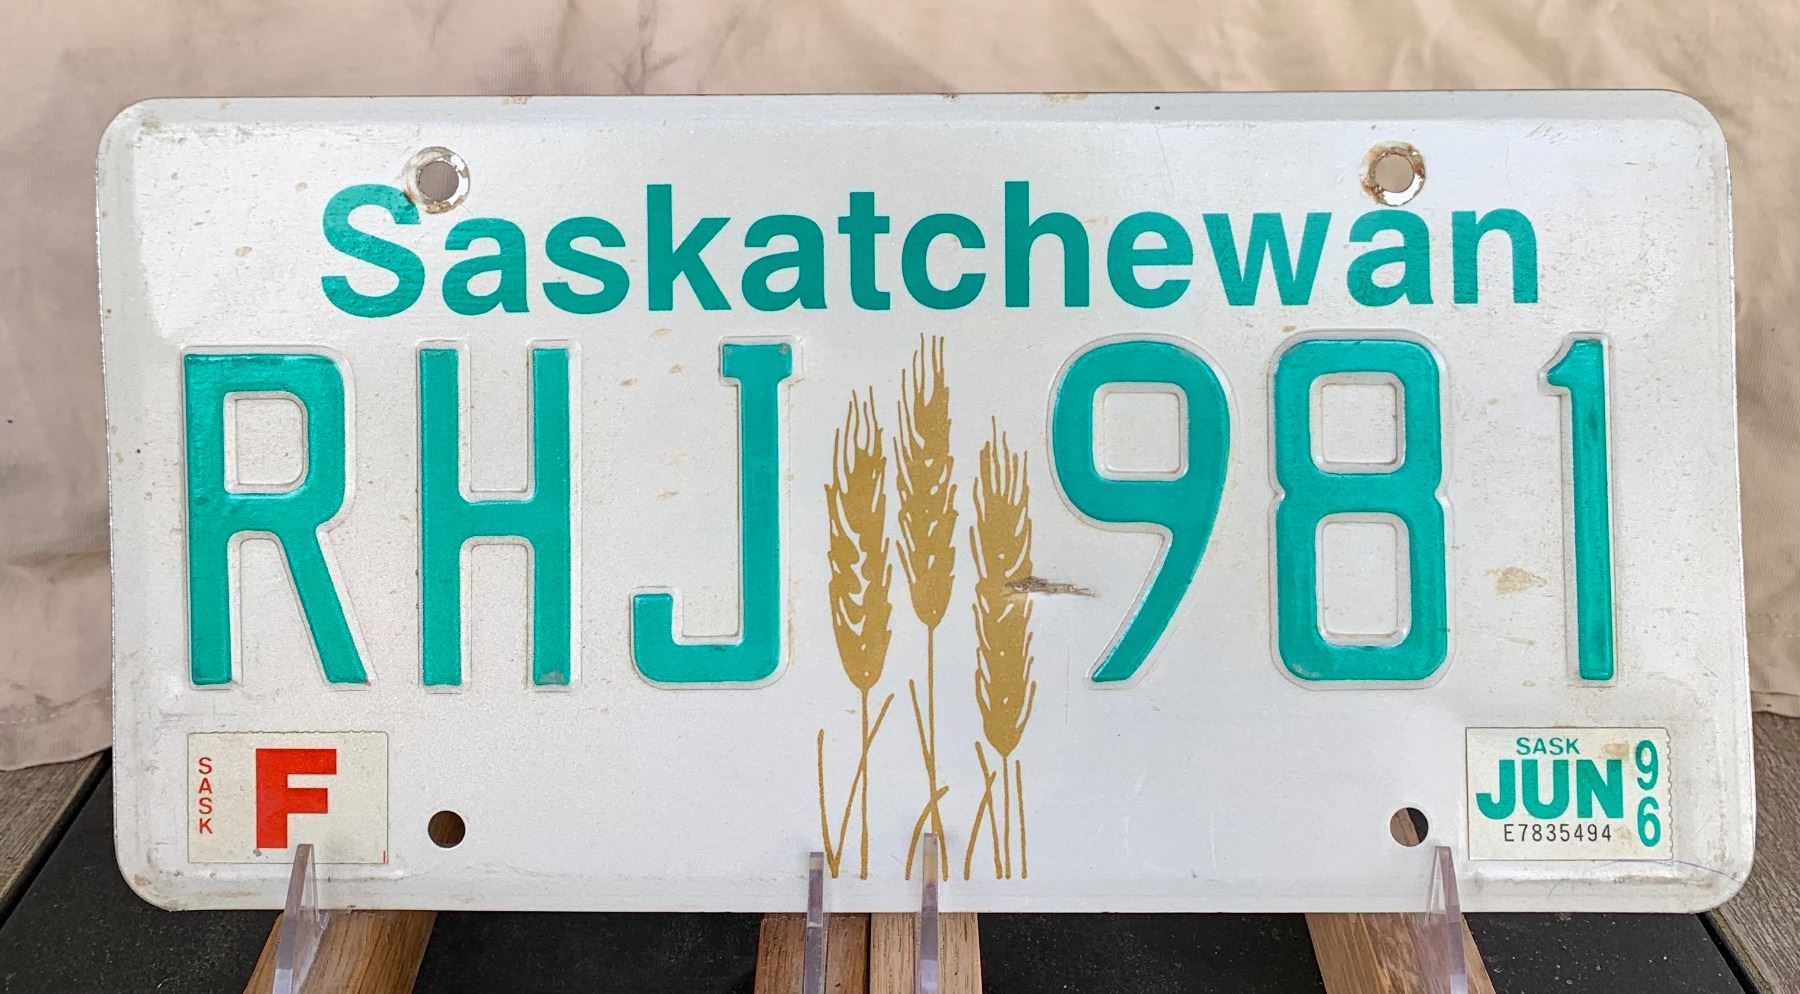 Saskatchewan
RHJ 981
SASK
F
SASK
JUN
96
E7835494